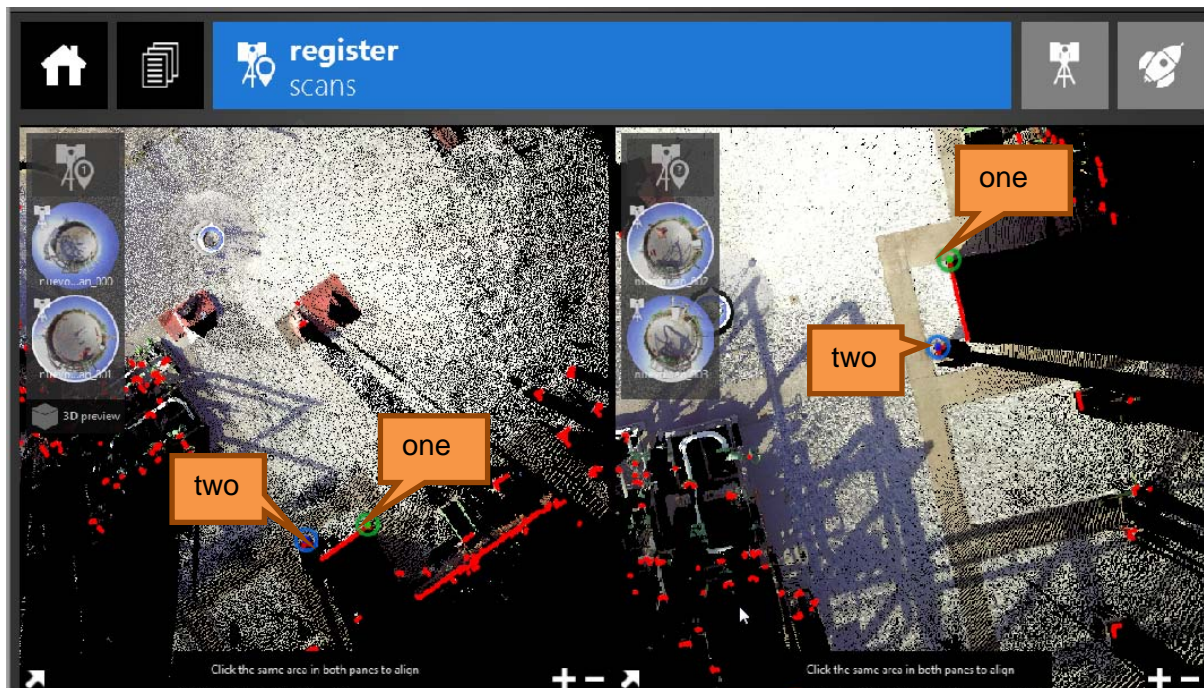 register
scans
one
two
one
two
3D preview
Click the same area in both panes to align
Click the same area in both panes to align